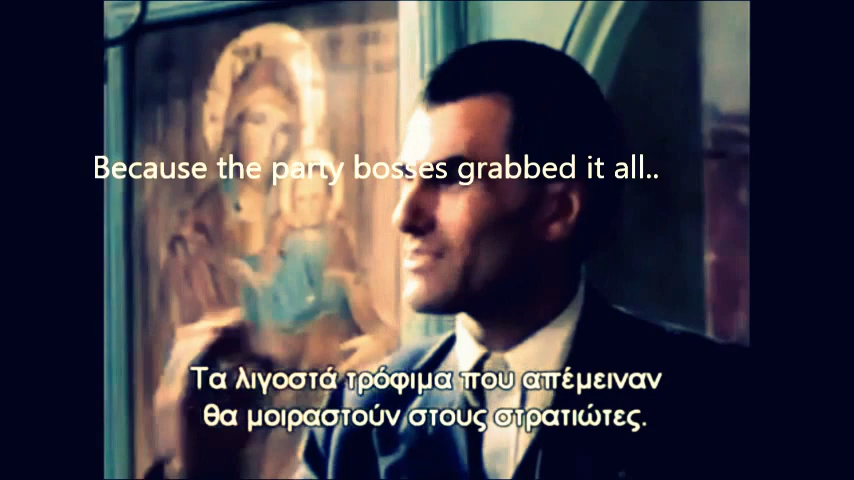 Because the party bosses grabbed it all..
Τα λιγοστά τρόφιμα που απέμειναν
θα μοιραστούν στους στρατιώτες.